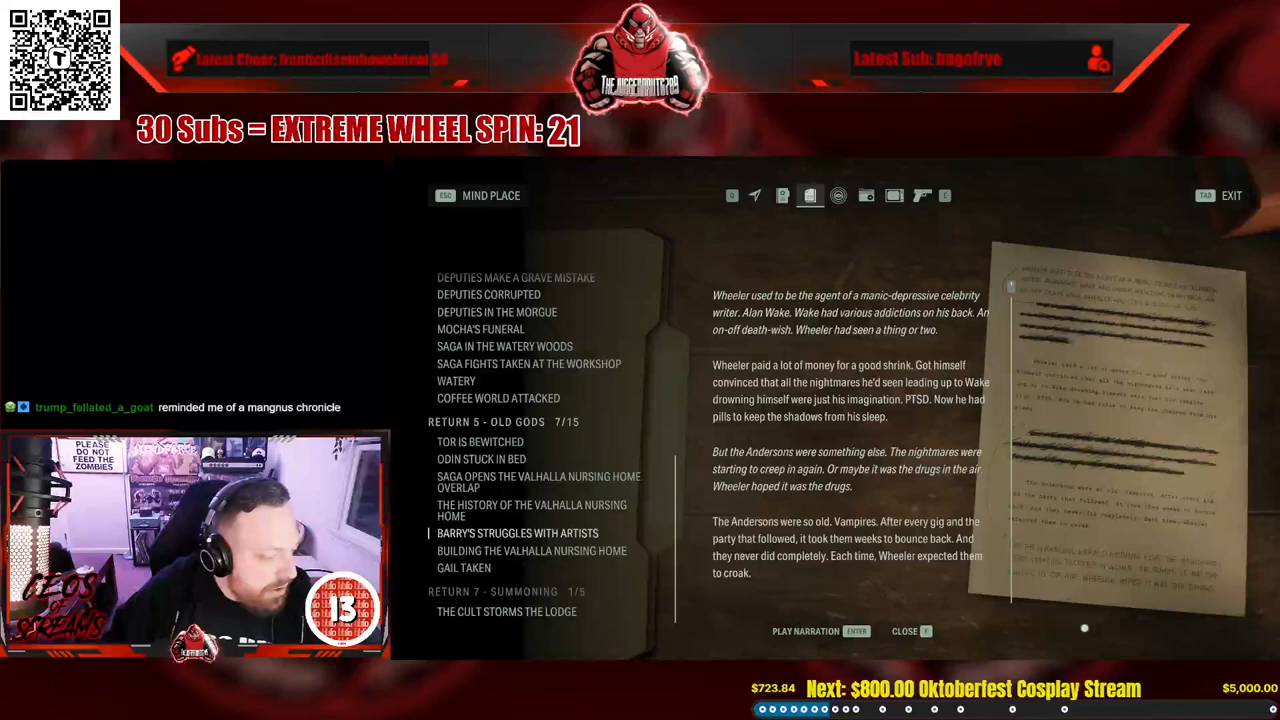 Latest Cheer: franticdisembowelment 50
THEJUGGERNAUT6789
Latest Sub: bagofrye
30 Subs = EXTREME WHEEL SPIN: 21
ESC MIND PLACE
Q
E
TAB EXIT
DEPUTIES MAKE A GRAVE MISTAKE
DEPUTIES CORRUPTED
DEPUTIES IN THE MORGUE
MOCHA'S FUNERAL
SAGA IN THE WATERY WOODS
SAGA FIGHTS TAKEN AT THE WORKSHOP
WATERY
COFFEE WORLD ATTACKED
RETURN 5 - OLD GODS 7/15
TOR IS BEWITCHED
ODIN STUCK IN BED
SAGA OPENS THE VALHALLA NURSING HOME
OVERLAP
THE HISTORY OF THE VALHALLA NURSING
HOME
BARRY'S STRUGGLES WITH ARTISTS
BUILDING THE VALHALLA NURSING HOME
GAIL TAKEN
RETURN 7 - SUMMONING 1/5
THE CULT STORMS THE LODGE
Wheeler used to be the agent of a manic-depressive celebrity
writer. Alan Wake. Wake had various addictions on his back. An
on-off death-wish. Wheeler had seen a thing or two.
Wheeler paid a lot of money for a good shrink. Got himself
convinced that all the nightmares he'd seen leading up to Wake
drowning himself were just his imagination. PTSD. Now he had
pills to keep the shadows from his sleep.
But the Andersons were something else. The nightmares were
starting to creep in again. Or maybe it was the drugs in the air.
Wheeler hoped it was the drugs.
The Andersons were so old. Vampires. After every gig and the
party that followed, it took them weeks to bounce back. And
they never did completely. Each time, Wheeler expected them
to croak.
PLAY NARRATION ENTER
CLOSE F
trump_fellated_a_goat reminded me of a mangnus chronicle
PLEASE
DO NOT
FEED THE
ZOMBIES
CEOS
OF
SCREAMS
13
$723.84 Next: $800.00 Oktoberfest Cosplay Stream $5,000.00